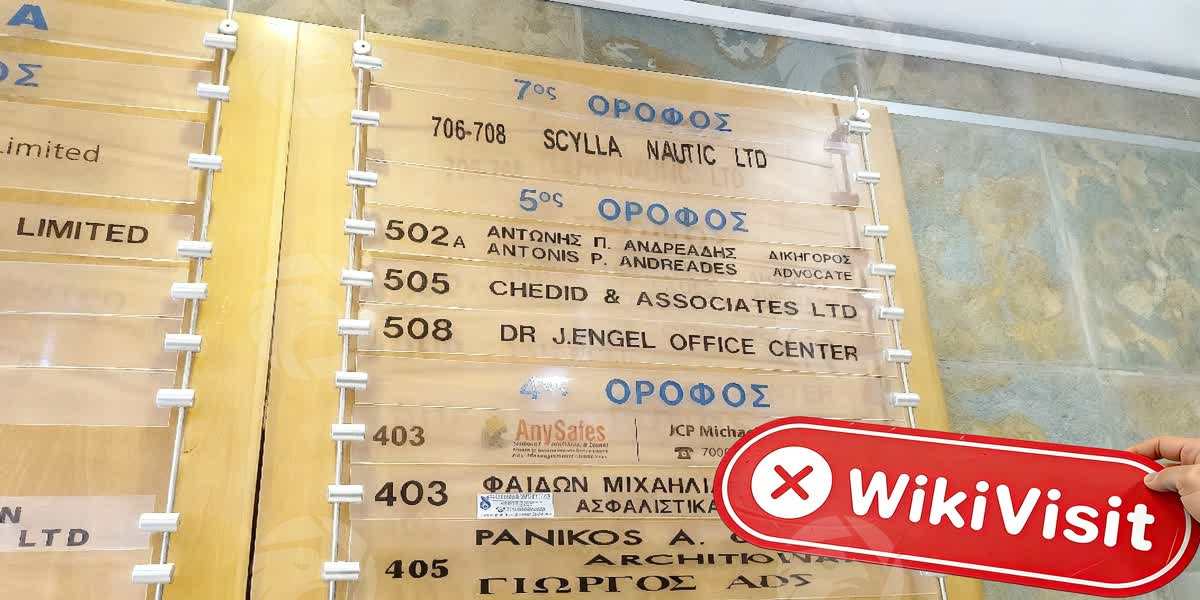 Α
ΟΣ
Limited
LIMITED
N
LTD
7ος ΟΡΟΦΟΣ
706-708 SCYLLA NAUTIC LTD
5ος ΟΡΟΦΟΣ
502A ΑΝΤΩΝΗΣ Π. ΑΝΔΡΕΑΔΗΣ ΔΙΚΗΓΟΡΟΣ
ANTONIS P. ANDREADES ADVOCATE
505 CHEDID & ASSOCIATES LTD
508 DR J.ENGEL OFFICE CENTER
4ος ΟΡΟΦΟΣ
403 AnySafes JCP Michae
700
403 ΦΑΙΔΩΝ ΜΙΧΑΗΛΙ
ΑΣΦΑΛΙΣΤΙΚΑ
PANIKOS A.
405
ΓΙΩΡΓΟΣ
WikiVisit